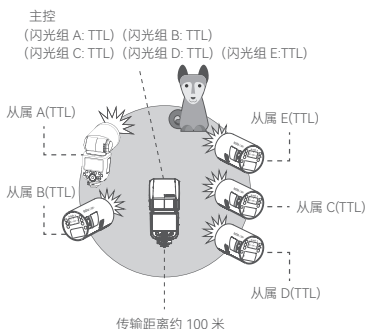 主控
（闪光组 A: TTL）（闪光组 B: TTL）
（闪光组 C: TTL）（闪光组 D: TTL）（闪光组 E:TTL）
从属 A(TTL)
从属 E(TTL)
从属 B(TTL)
从属 C(TTL)
从属 D(TTL)
传输距离约 100 米